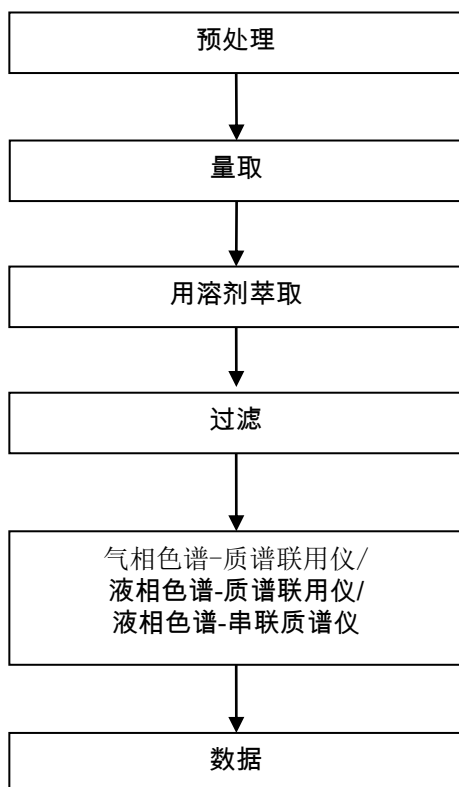 预处理
量取
用溶剂萃取
过滤
气相色谱-质谱联用仪/
液相色谱-质谱联用仪/
液相色谱-串联质谱仪
数据